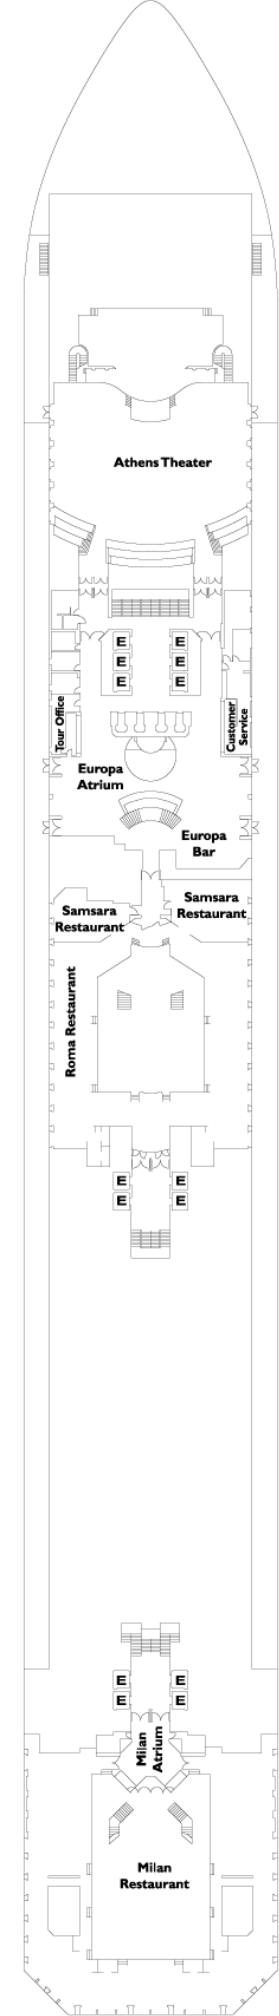 Athens Theater
E E
E E
E E
Tour Office
Customer
Service
Europa
Atrium
Europa
Bar
Samsara
Restaurant
Samsara
Restaurant
Roma Restaurant
E E
E E
E E
E E
Milan
Atrium
Milan
Restaurant